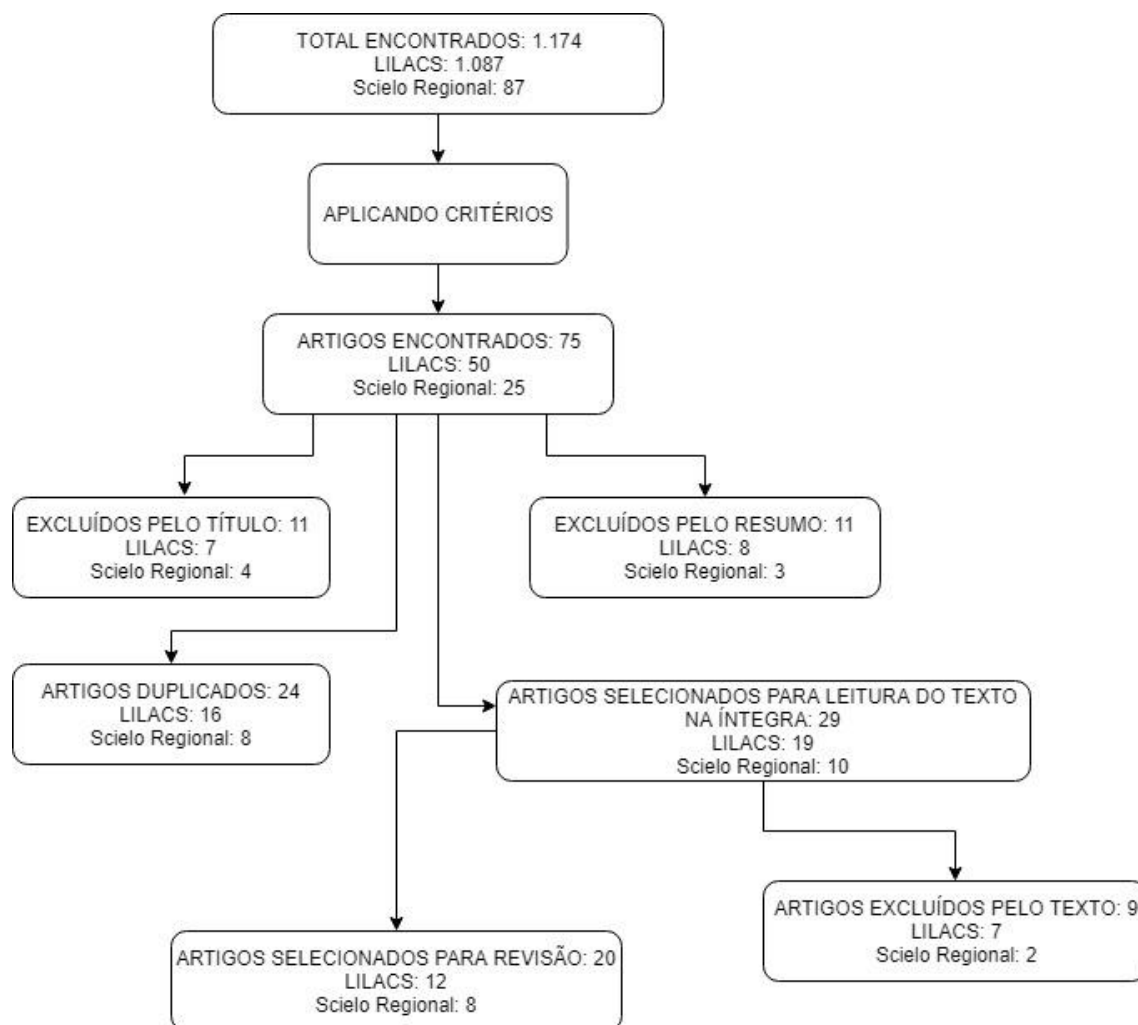 TOTAL ENCONTRADOS: 1.174
LILACS: 1.087
Scielo Regional: 87
APLICANDO CRITÉRIOS
ARTIGOS ENCONTRADOS: 75
LILACS: 50
Scielo Regional: 25
EXCLUÍDOS PELO TÍTULO: 11
LILACS: 7
Scielo Regional: 4
EXCLUÍDOS PELO RESUMO: 11
LILACS: 8
Scielo Regional: 3
ARTIGOS DUPLICADOS: 24
LILACS: 16
Scielo Regional: 8
ARTIGOS SELECIONADOS PARA LEITURA DO TEXTO
NA ÍNTEGRA: 29
LILACS: 19
Scielo Regional: 10
ARTIGOS EXCLUÍDOS PELO TEXTO: 9
LILACS: 7
Scielo Regional: 2
ARTIGOS SELECIONADOS PARA REVISÃO: 20
LILACS: 12
Scielo Regional: 8